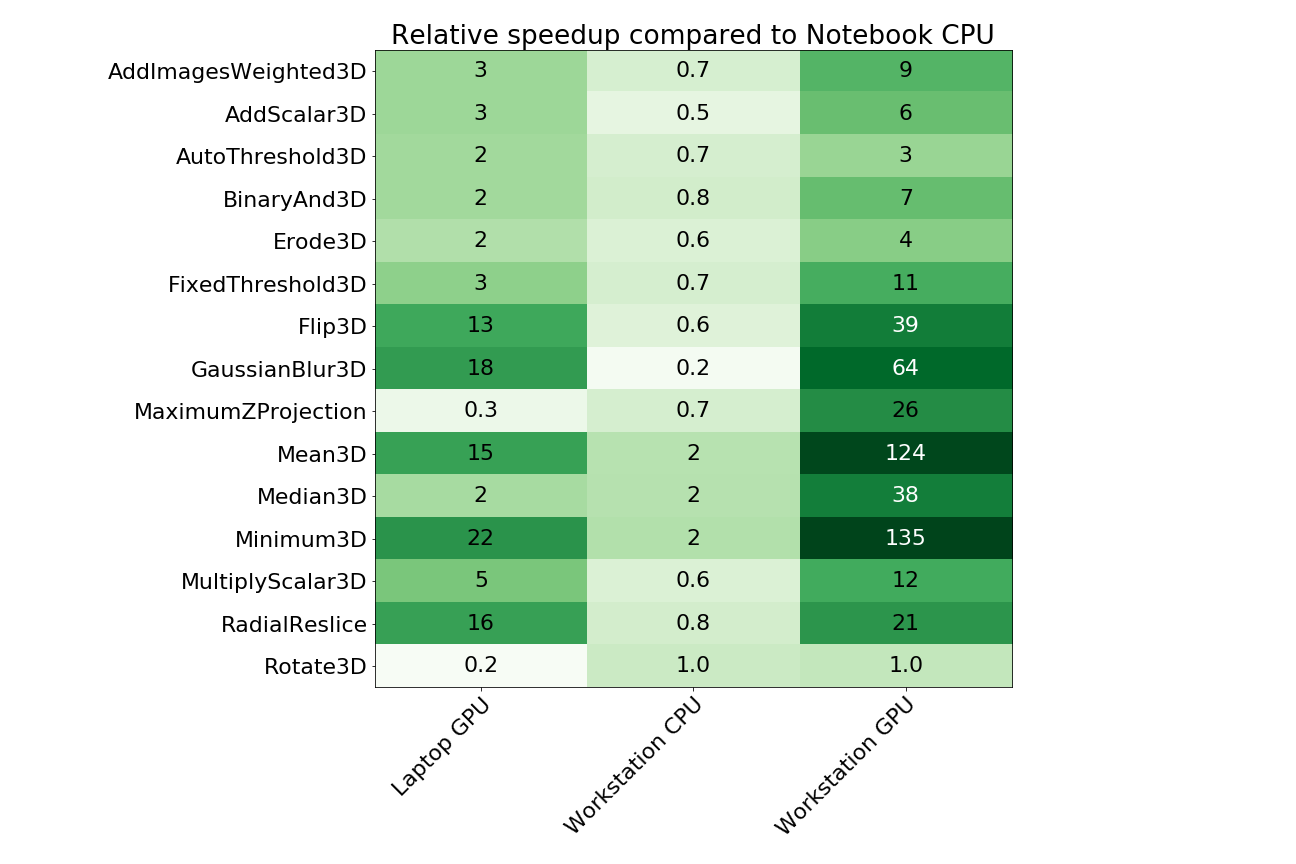 Relative speedup compared to Notebook CPU
AddImagesWeighted3D 3 0.7 9
AddScalar3D 3 0.5 6
AutoThreshold3D 2 0.7 3
BinaryAnd3D 2 0.8 7
Erode3D 2 0.6 4
FixedThreshold3D 3 0.7 11
Flip3D 13 0.6 39
GaussianBlur3D 18 0.2 64
MaximumZProjection 0.3 0.7 26
Mean3D 15 2 124
Median3D 2 2 38
Minimum3D 22 2 135
MultiplyScalar3D 5 0.6 12
RadialReslice 16 0.8 21
Rotate3D 0.2 1.0 1.0
Laptop GPU
Workstation CPU
Workstation GPU